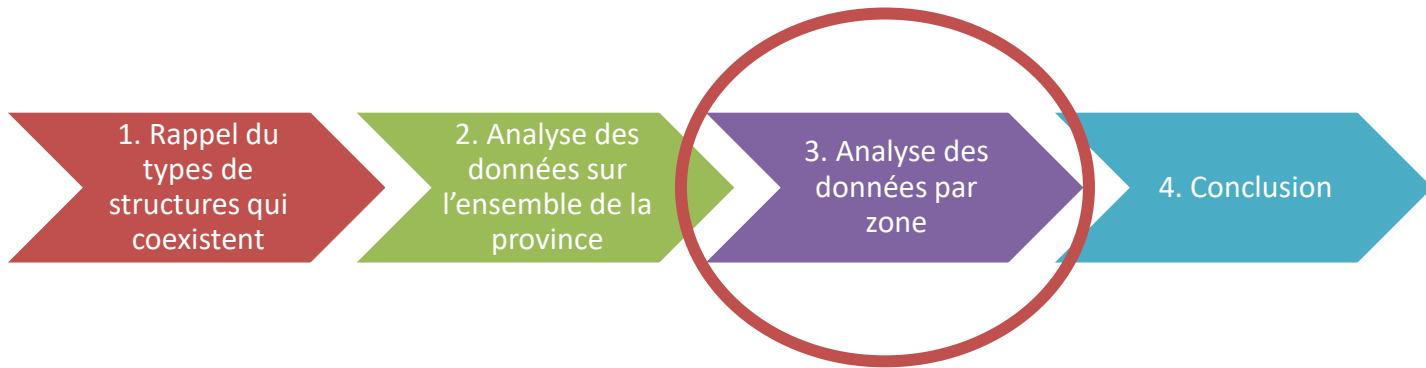 1. Rappel du
types de
structures qui
coexistent
2. Analyse des
données sur
l’ensemble de la
province
3. Analyse des
données par
zone
4. Conclusion